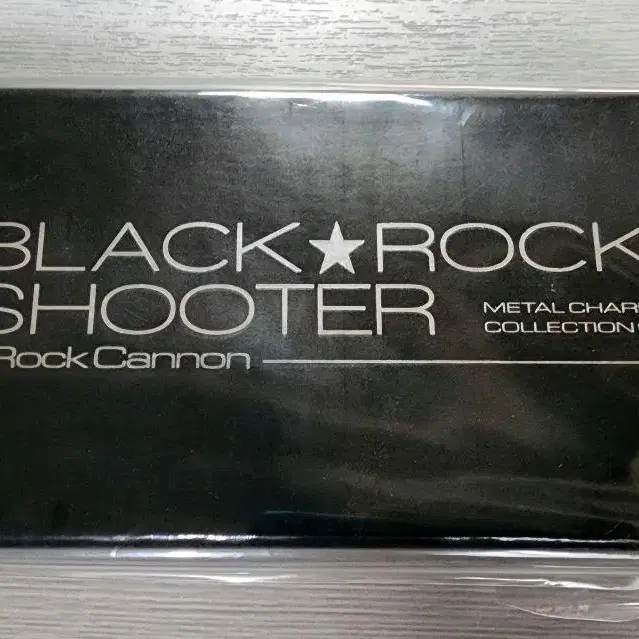 BLACK★ROCK
SHOOTER
METAL CHAR
COLLECTION
Rock Cannon